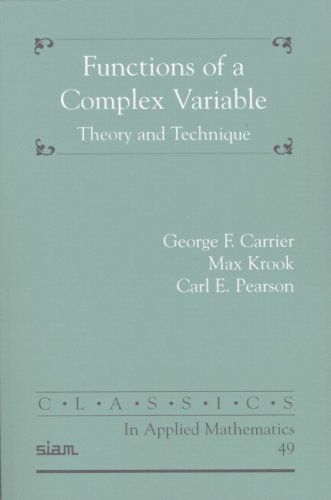 Functions of a
Complex Variable
Theory and Technique
George F. Carrier
Max Krook
Carl E. Pearson
C • L • A • S • S • I • C • S
In Applied Mathematics
siam
49